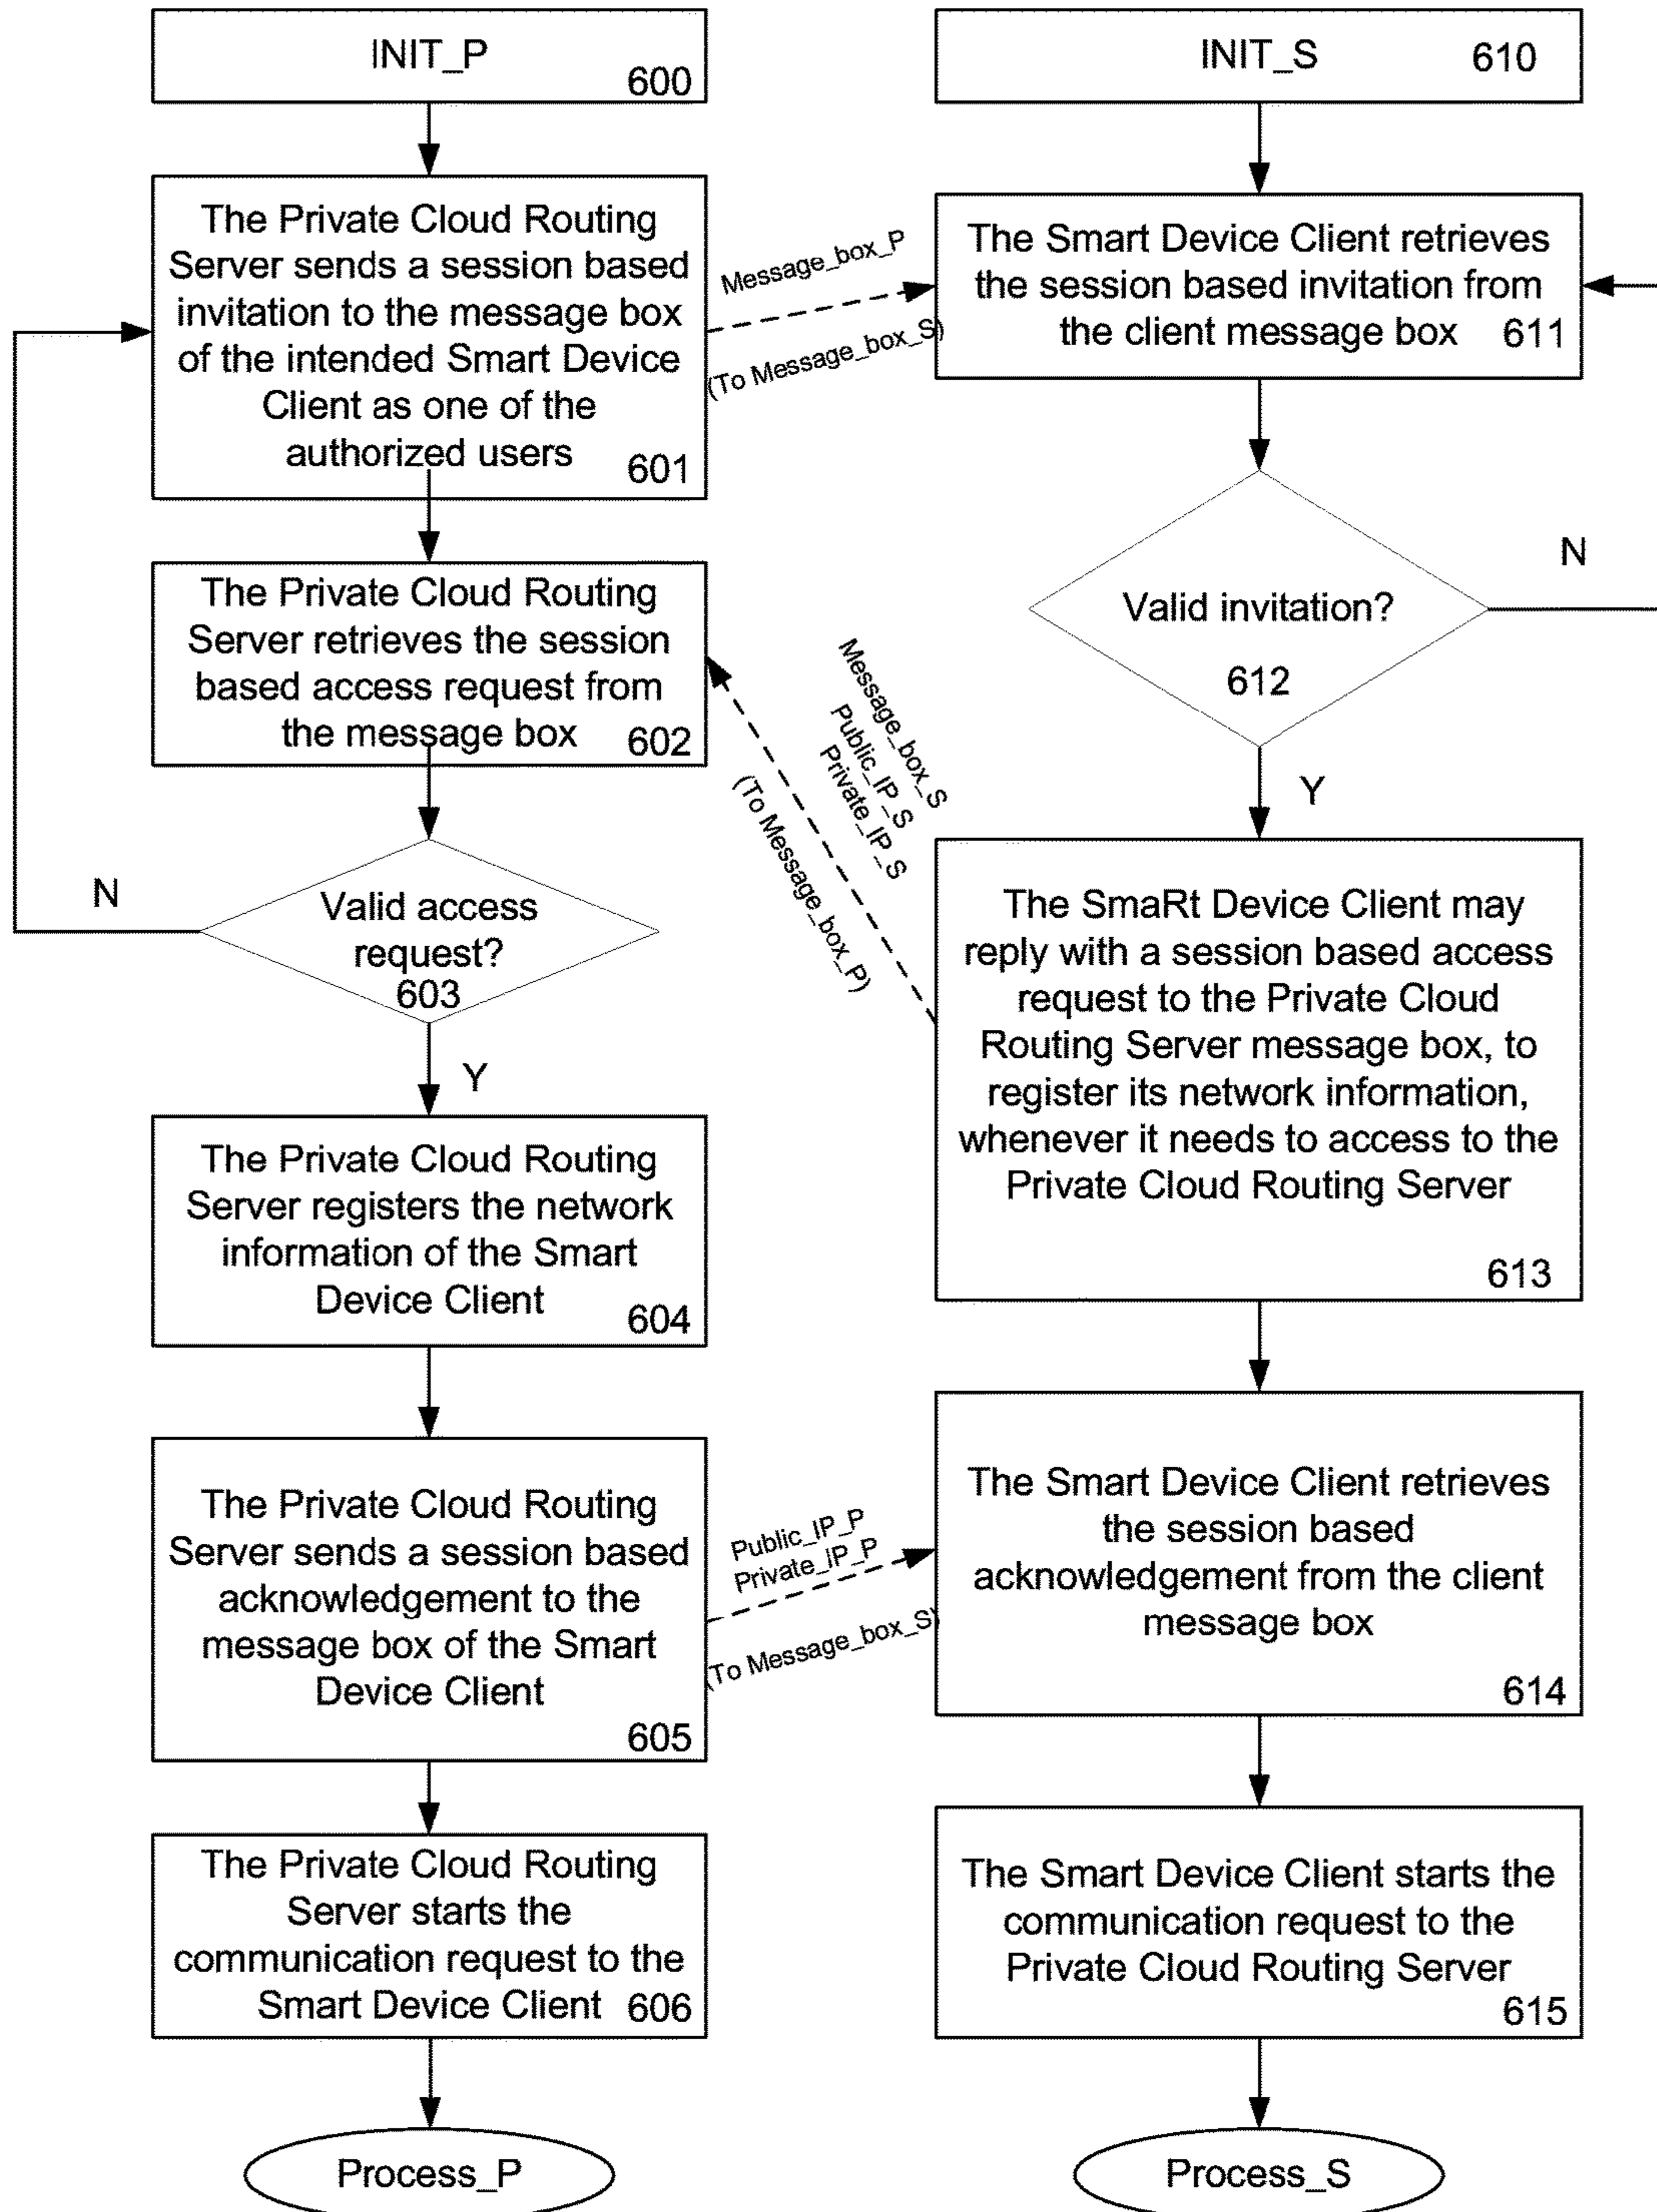 INIT_P
600
The Private Cloud Routing
Server sends a session based
invitation to the message box
of the intended Smart Device
Client as one of the
authorized users
601
Message_box_P
(To Message_box_S)
The Private Cloud Routing
Server retrieves the session
based access request from
the message box
602
Message_box_S
Public_IP_S
Private_IP_S
(To Message_box_P)
Valid access
request?
603
N
Y
The Private Cloud Routing
Server registers the network
information of the Smart
Device Client
604
The Private Cloud Routing
Server sends a session based
acknowledgement to the
message box of the Smart
Device Client
605
Public_IP_P
Private_IP_P
(To Message_box_S)
The Private Cloud Routing
Server starts the
communication request to the
Smart Device Client
606
Process_P
INIT_S
610
The Smart Device Client retrieves
the session based invitation from
the client message box
611
Valid invitation?
612
N
Y
The SmaRt Device Client may
reply with a session based access
request to the Private Cloud
Routing Server message box, to
register its network information,
whenever it needs to access to the
Private Cloud Routing Server
613
The Smart Device Client retrieves
the session based
acknowledgement from the client
message box
614
The Smart Device Client starts the
communication request to the
Private Cloud Routing Server
615
Process_S